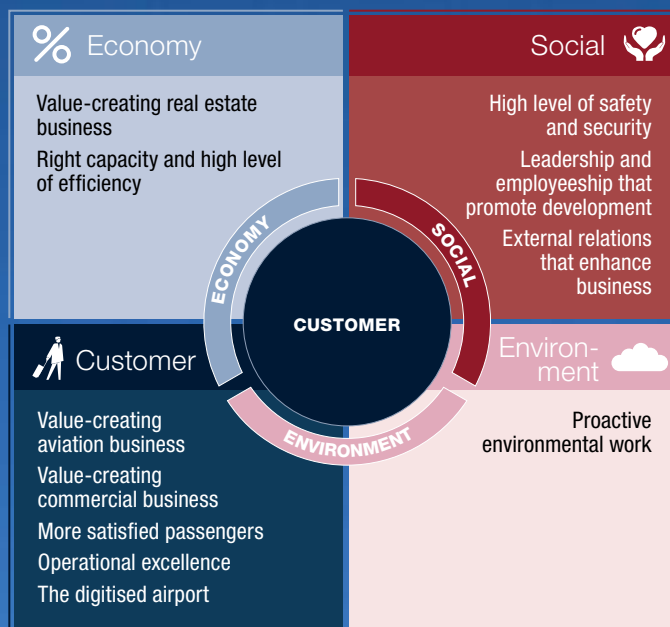 Economy
Value-creating real estate
business
Right capacity and high level
of efficiency
Social
High level of safety
and security
Leadership and
employeeship that
promote development
External relations
that enhance
business
ECONOMY
SOCIAL
CUSTOMER
ENVIRONMENT
Customer
Value-creating
aviation business
Value-creating
commercial business
More satisfied passengers
Operational excellence
The digitised airport
Environ-
ment
Proactive
environmental work